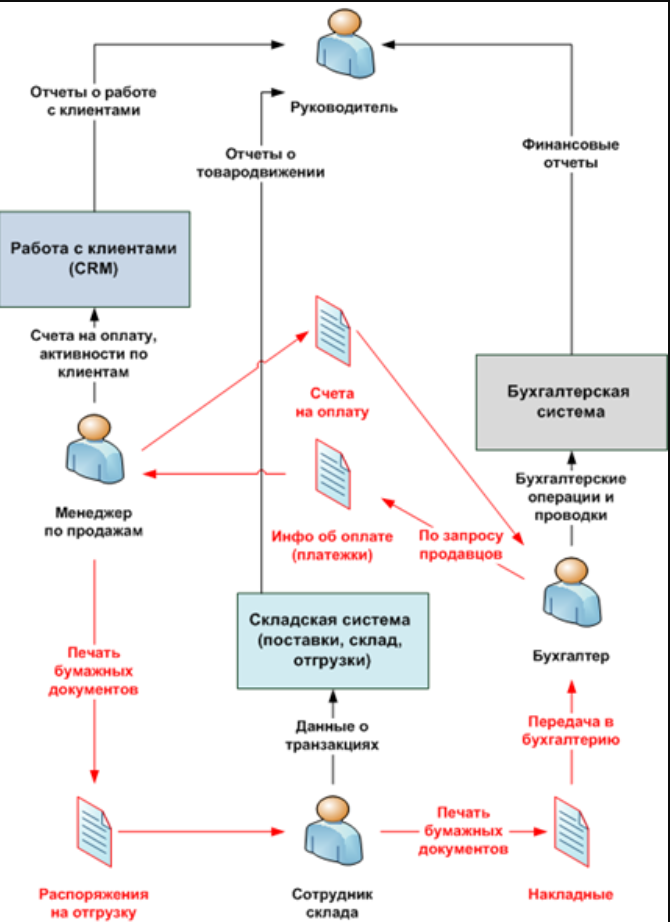 Руководитель
Отчеты о работе
с клиентами
Отчеты о
товародвижении
Финансовые
отчеты
Работа с клиентами
(CRM)
Счета на оплату,
активности по
клиентам
Счета
на оплату
Бухгалтерская
система
Бухгалтерские
операции и
проводки
Менеджер
по продажам
Инфо об оплате
(платежки)
По запросу
продавцов
Складская система
(поставки, склад,
отгрузки)
Бухгалтер
Печать
бумажных
документов
Данные о
транзакциях
Передача в
бухгалтерию
Печать
бумажных
документов
Распоряжения
на отгрузку
Сотрудник
склада
Накладные